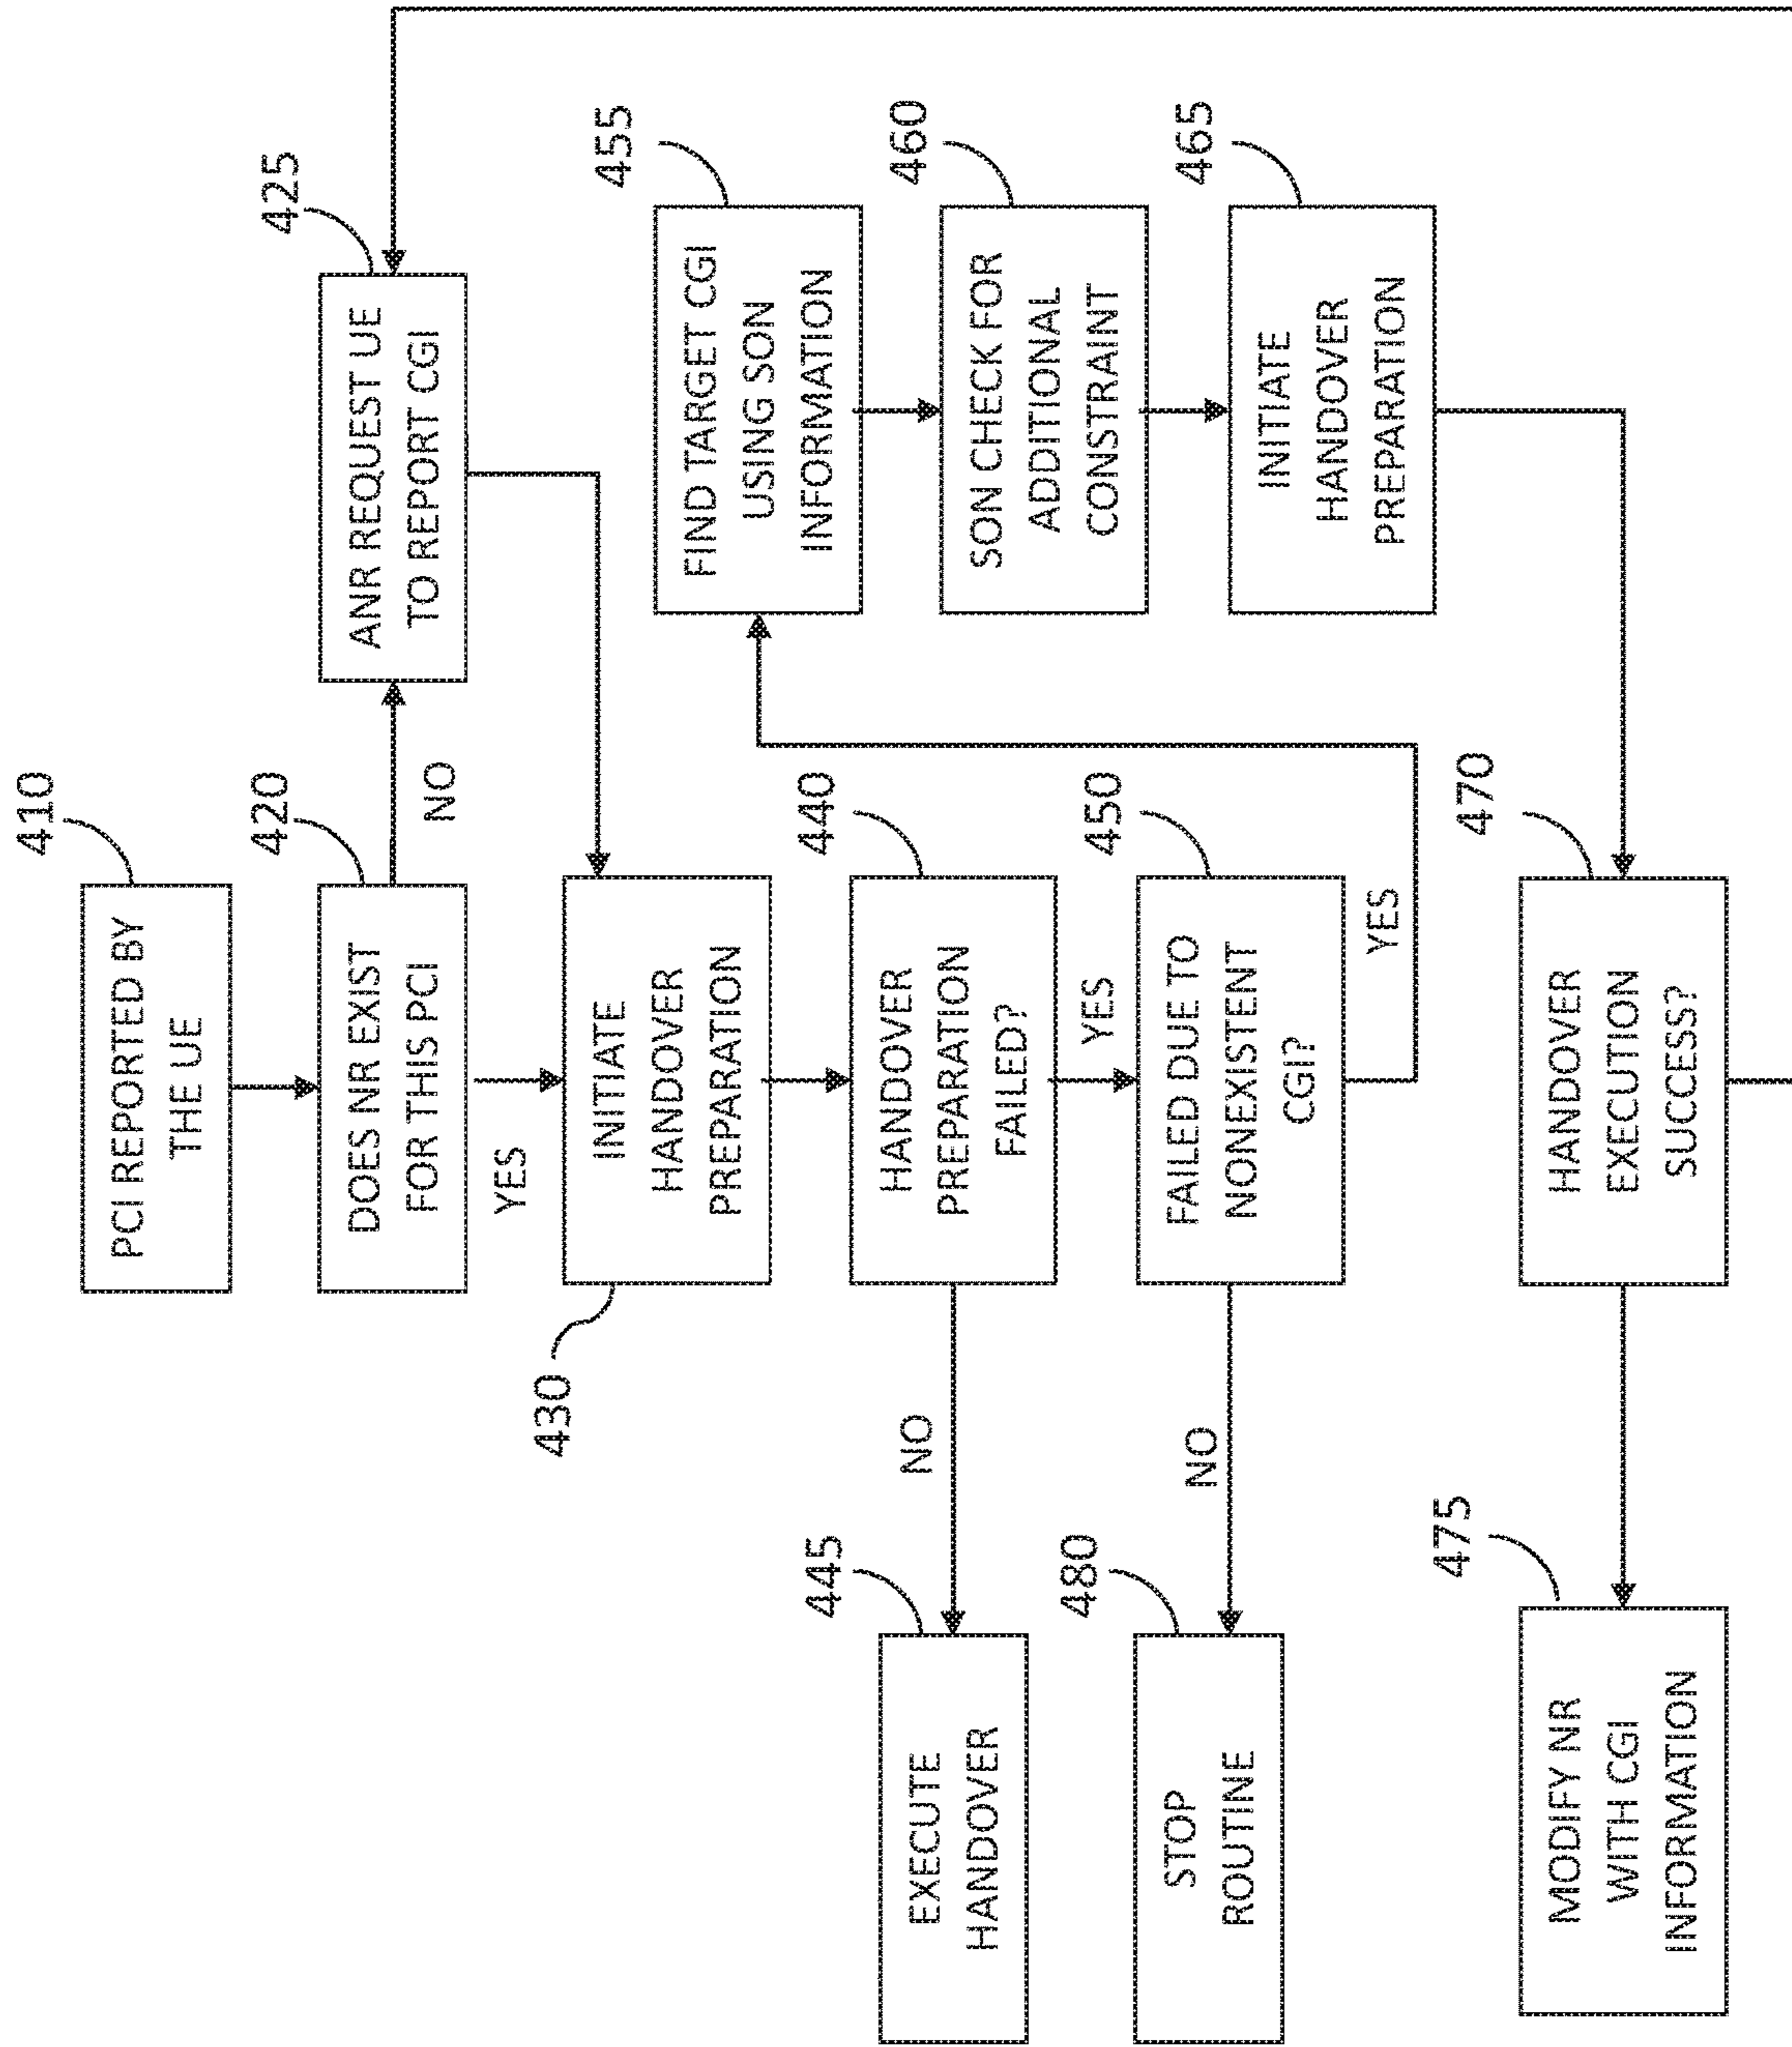 410
PCI REPORTED BY
THE UE
420
DOES NR EXIST
FOR THIS PCI
NO
425
ANR REQUEST UE
TO REPORT CGI
YES
430
INITIATE
HANDOVER
PREPARATION
440
HANDOVER
PREPARATION
FAILED?
NO
445
EXECUTE
HANDOVER
YES
450
FAILED DUE TO
NONEXISTENT
CGI?
NO
480
STOP
ROUTINE
YES
455
FIND TARGET CGI
USING SON
INFORMATION
460
SON CHECK FOR
ADDITIONAL
CONSTRAINT
465
INITIATE
HANDOVER
PREPARATION
470
HANDOVER
EXECUTION
SUCCESS?
475
MODIFY NR
WITH CGI
INFORMATION